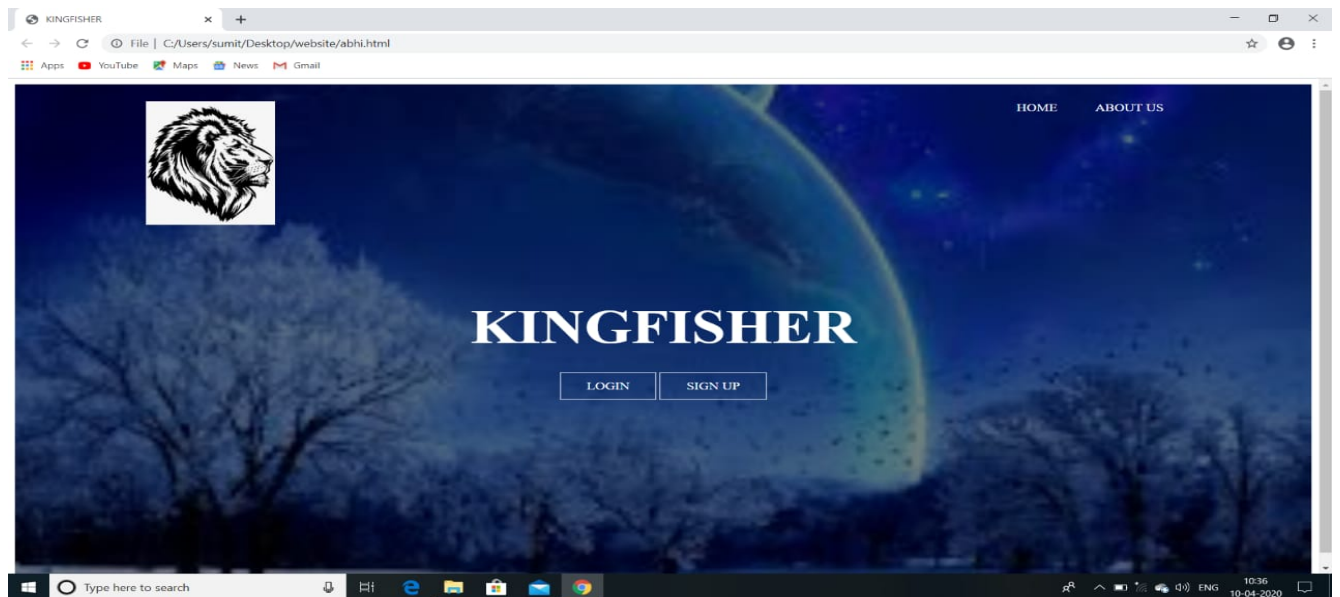 KINGFISHER
File | C:/Users/sumit/Desktop/website/abhi.html
Apps YouTube Maps News Gmail
HOME ABOUT US
KINGFISHER
LOGIN SIGN UP
Type here to search
ENG
10:36
10-04-2020